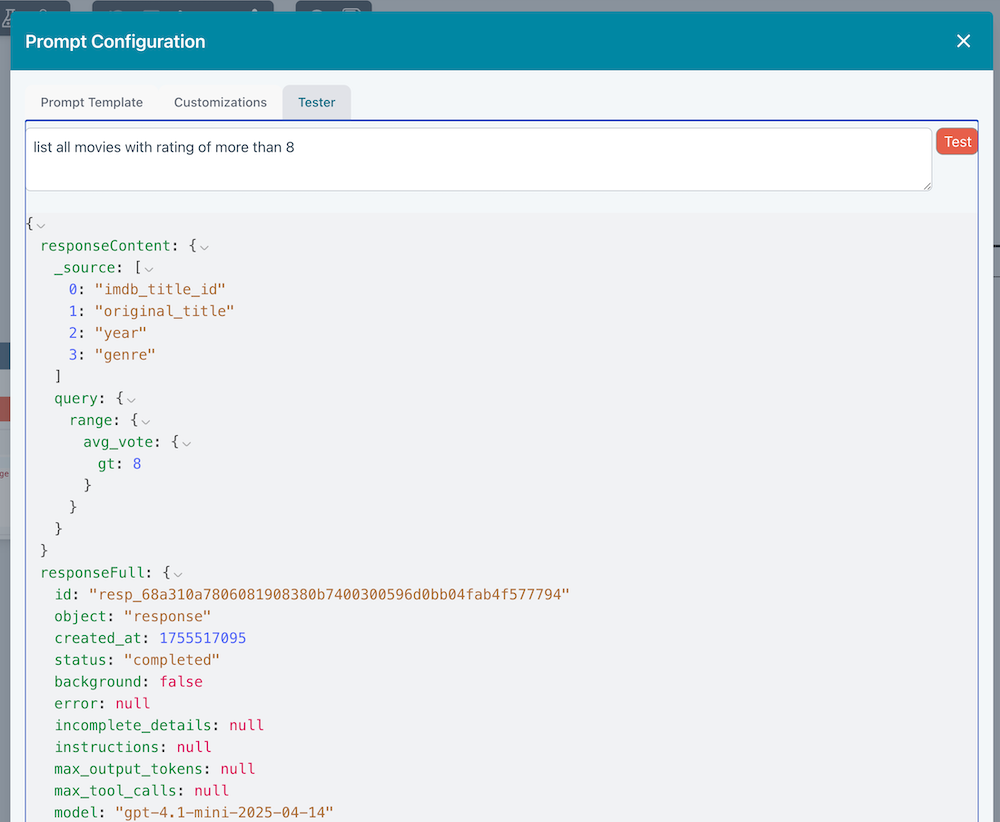 Prompt Configuration
Prompt Template Customizations Tester
list all movies with rating of more than 8
Test
{
responseContent: {
_source: [
0: "imdb_title_id"
1: "original_title"
2: "year"
3: "genre"
]
query: {
range: {
avg_vote: {
gt: 8
}
}
}
}
responseFull: {
id: "resp_68a310a7806081908380b7400300596d0bb04fab4f577794"
object: "response"
created_at: 1755517095
status: "completed"
background: false
error: null
incomplete_details: null
instructions: null
max_output_tokens: null
max_tool_calls: null
model: "gpt-4.1-mini-2025-04-14"